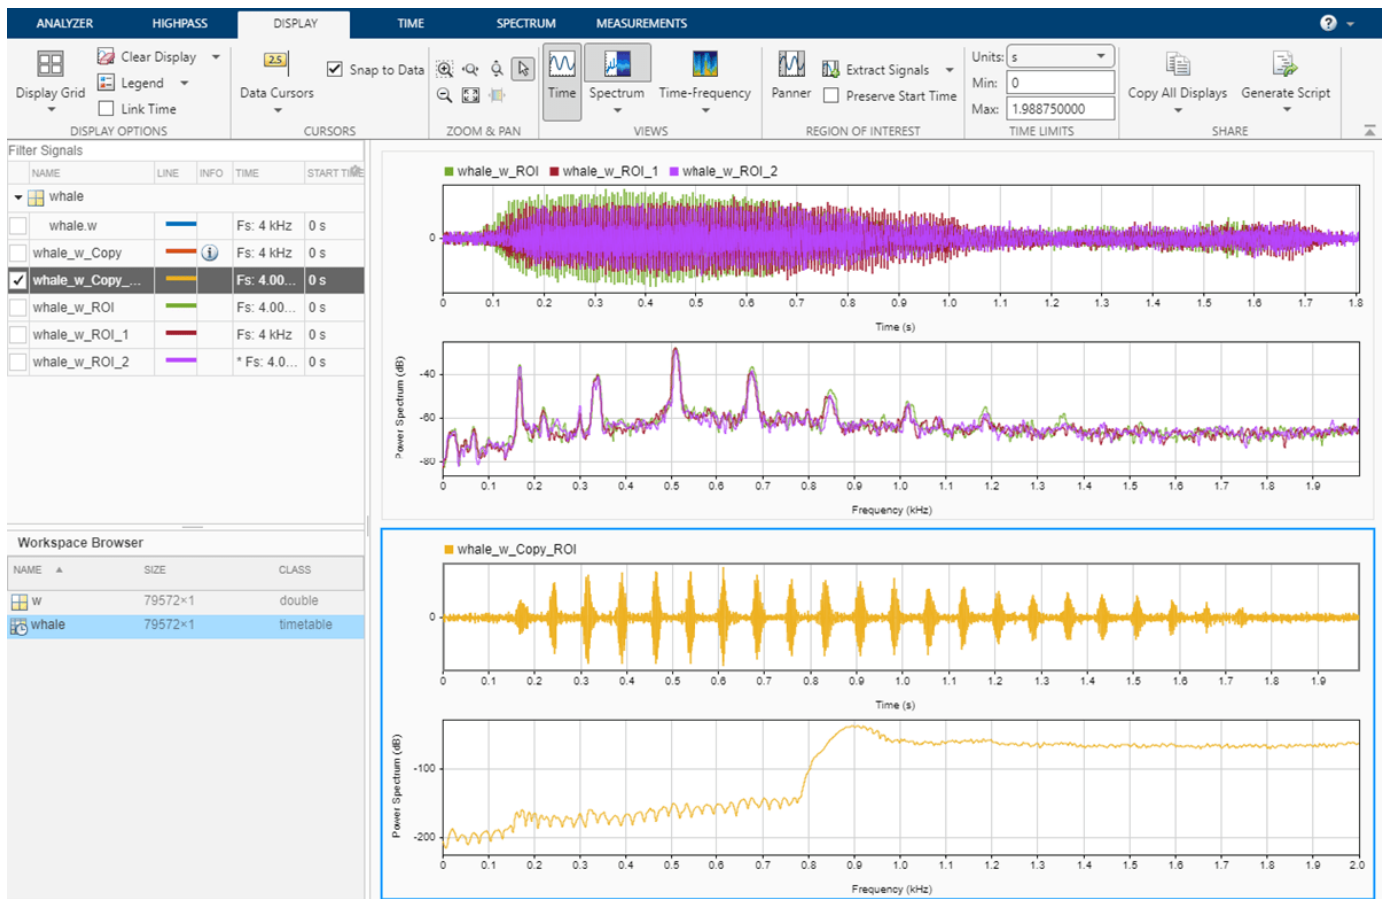 ANALYZER HIGHPASS DISPLAY TIME SPECTRUM MEASUREMENTS ?
Display Grid
Clear Display
Legend
Link Time
DISPLAY OPTIONS
2.5
Data Cursors
Snap to Data
CURSORS
ZOOM & PAN
Time Spectrum Time-Frequency
VIEWS
Panner
Extract Signals
Preserve Start Time
REGION OF INTEREST
Units: s
Min: 0
Max: 1.988750000
TIME LIMITS
Copy All Displays Generate Script
SHARE
Filter Signals
NAME LINE INFO TIME START TIME
whale
whale.w Fs: 4 kHz 0 s
whale_w_Copy i Fs: 4 kHz 0 s
whale_w_Copy_... Fs: 4.00... 0 s
whale_w_ROI Fs: 4.00... 0 s
whale_w_ROI_1 Fs: 4 kHz 0 s
whale_w_ROI_2 * Fs: 4.0... 0 s
Workspace Browser
NAME SIZE CLASS
w 79572×1 double
whale 79572×1 timetable
whale_w_ROI whale_w_ROI_1 whale_w_ROI_2
0
0 0.1 0.2 0.3 0.4 0.5 0.6 0.7 0.8 0.9 1.0 1.1 1.2 1.3 1.4 1.5 1.6 1.7 1.8
Time (s)
Power Spectrum (dB)
-40
-60
-80
0 0.1 0.2 0.3 0.4 0.5 0.6 0.7 0.8 0.9 1.0 1.1 1.2 1.3 1.4 1.5 1.6 1.7 1.8 1.9
Frequency (kHz)
whale_w_Copy_ROI
0
0 0.1 0.2 0.3 0.4 0.5 0.6 0.7 0.8 0.9 1.0 1.1 1.2 1.3 1.4 1.5 1.6 1.7 1.8 1.9
Time (s)
Power Spectrum (dB)
-100
-200
0 0.1 0.2 0.3 0.4 0.5 0.6 0.7 0.8 0.9 1.0 1.1 1.2 1.3 1.4 1.5 1.6 1.7 1.8 1.9 2.0
Frequency (kHz)